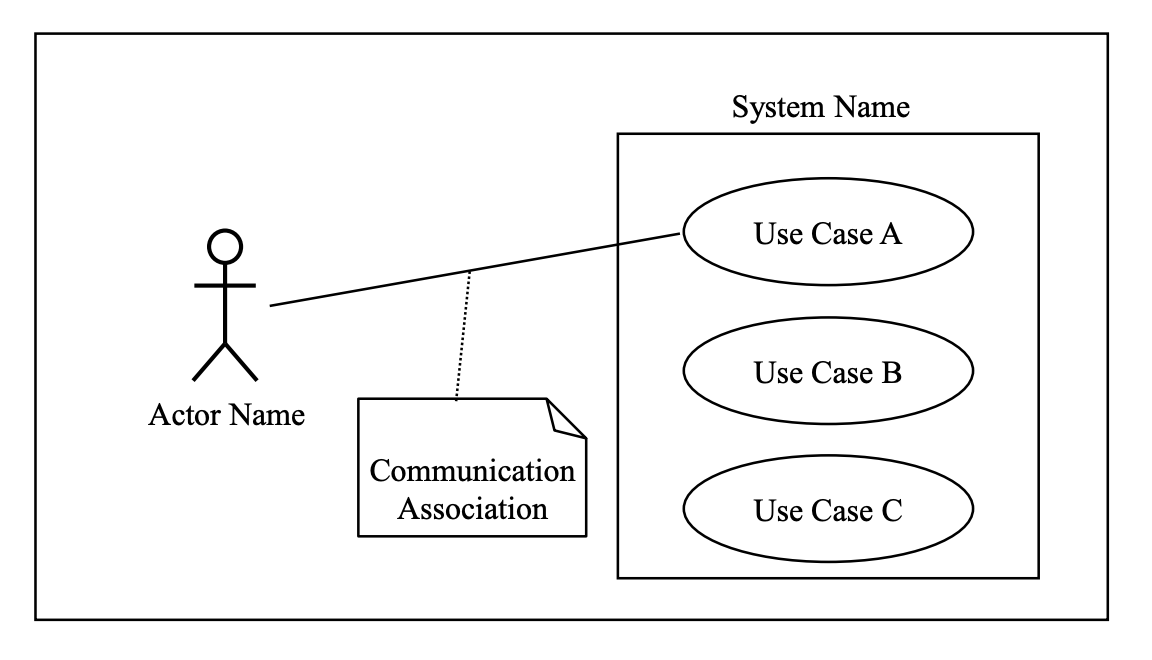 System Name
Use Case A
Use Case B
Actor Name
Communication
Association
Use Case C